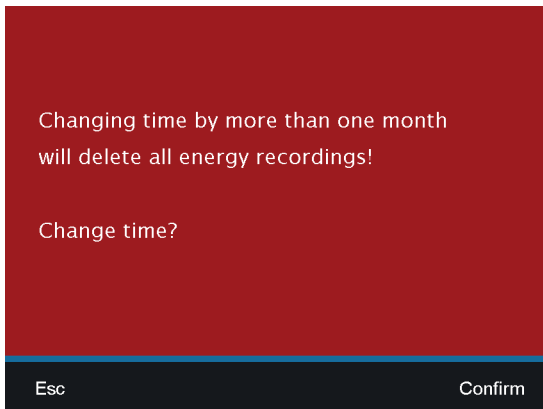 Changing time by more than one month
will delete all energy recordings!
Change time?
Esc Confirm